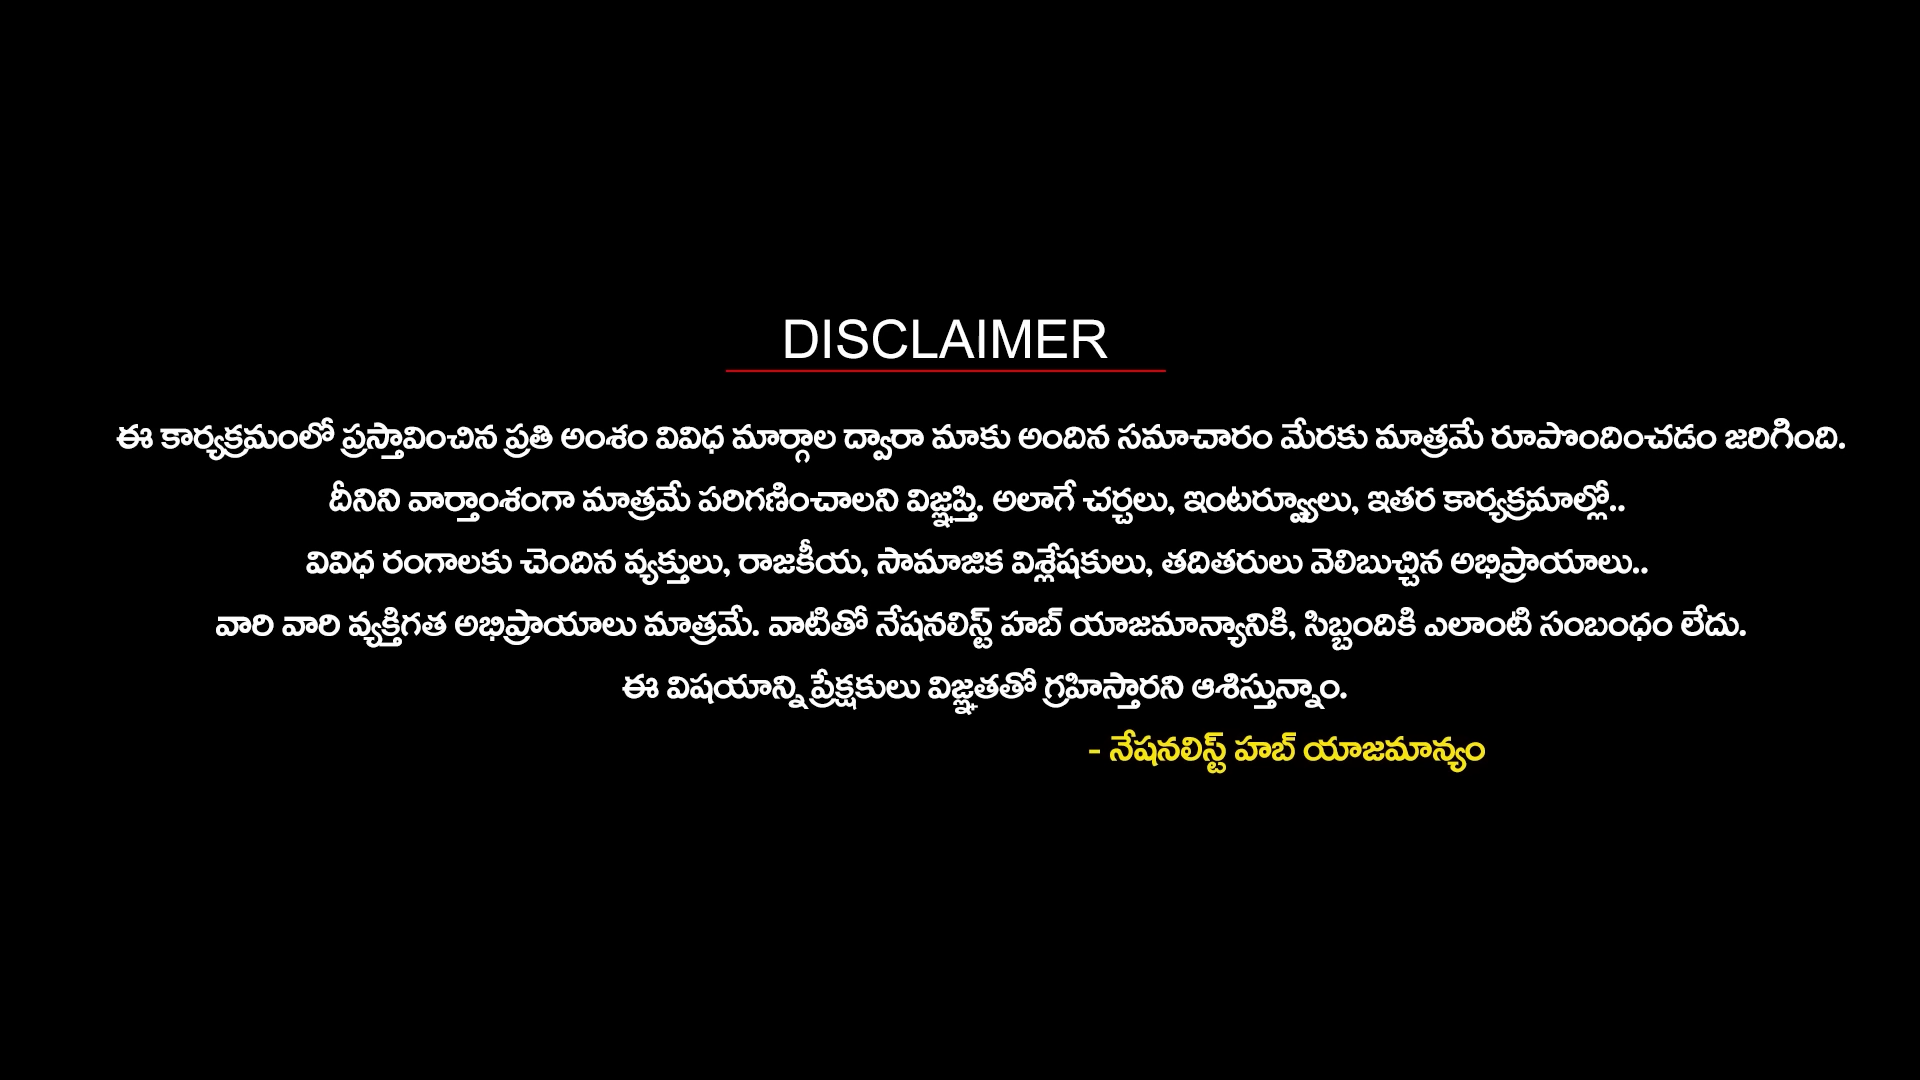 DISCLAIMER
ఈ కార్యక్రమంలో ప్రస్తావించిన ప్రతి అంశం వివిధ మార్గాల ద్వారా మాకు అందిన సమాచారం మేరకు మాత్రమే రూపొందించడం జరిగింది.
దీనిని వార్తాంశంగా మాత్రమే పరిగణించాలని విజ్ఞప్తి. అలాగే చర్చలు, ఇంటర్వ్యూలు, ఇతర కార్యక్రమాల్లో..
వివిధ రంగాలకు చెందిన వ్యక్తులు, రాజకీయ, సామాజిక విశ్లేషకులు, తదితరులు వెలిబుచ్చిన అభిప్రాయాలు..
వారి వారి వ్యక్తిగత అభిప్రాయాలు మాత్రమే. వాటితో నేషనలిస్ట్ హబ్ యాజమాన్యానికి, సిబ్బందికి ఎలాంటి సంబంధం లేదు.
ఈ విషయాన్ని ప్రేక్షకులు విజ్ఞతతో గ్రహిస్తారని ఆశిస్తున్నాం.
- నేషనలిస్ట్ హబ్ యాజమాన్యం